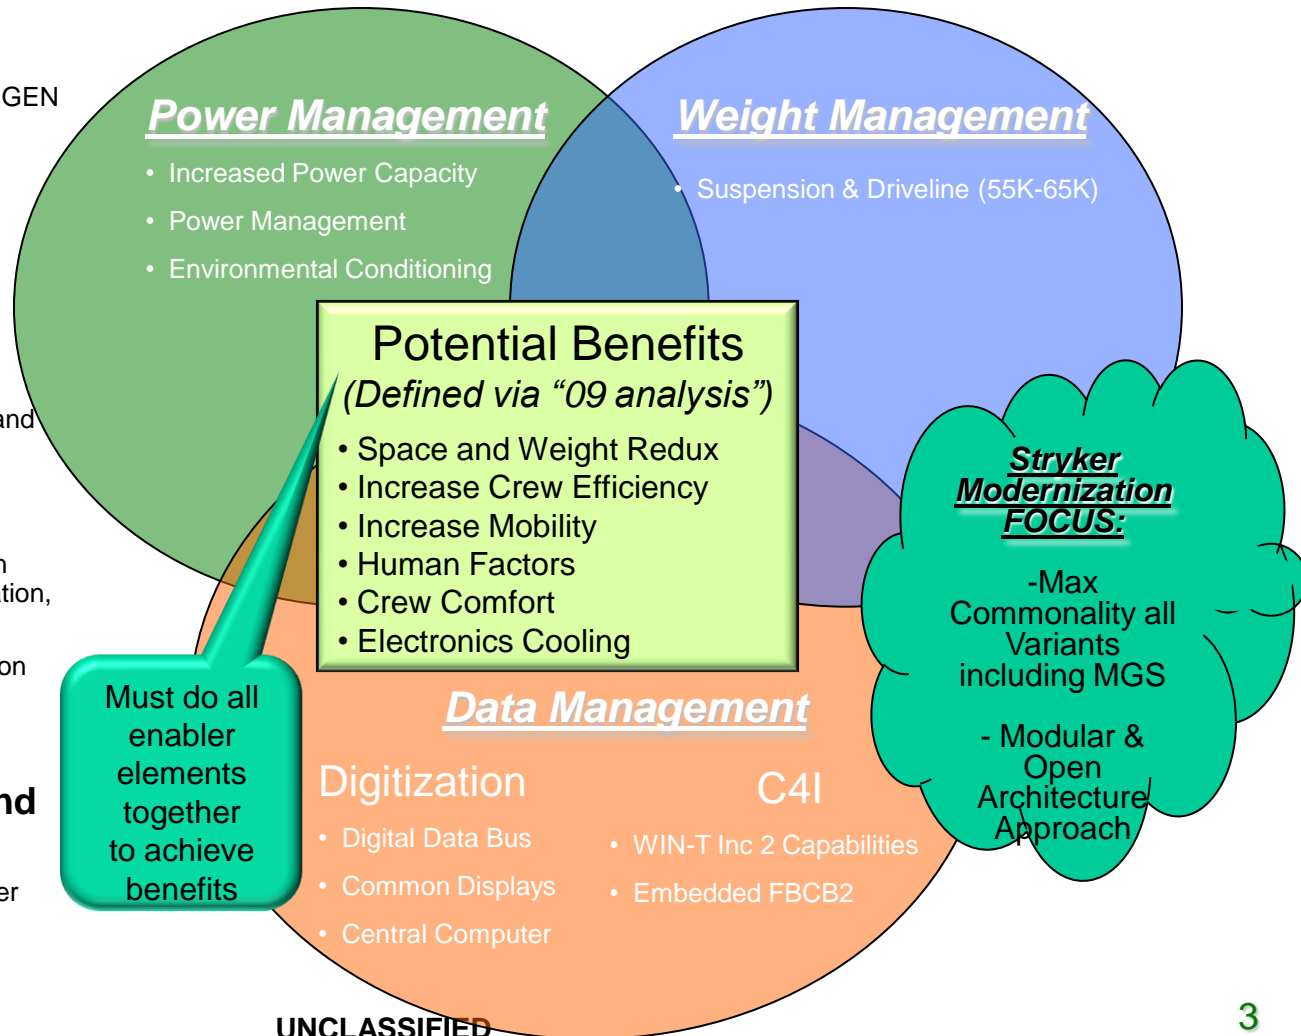 GEN
Power Management
• Increased Power Capacity
• Power Management
• Environmental Conditioning
Weight Management
• Suspension & Driveline (55K-65K)
Potential Benefits
(Defined via “09 analysis”)
• Space and Weight Redux
• Increase Crew Efficiency
• Increase Mobility
• Human Factors
• Crew Comfort
• Electronics Cooling
and
ation,
on
nd
er
Must do all
enabler
elements
together
to achieve
benefits
Stryker
Modernization
FOCUS:
-Max
Commonality all
Variants
including MGS
- Modular &
Open
Architecture
Approach
Data Management
Digitization
• Digital Data Bus
• Common Displays
• Central Computer
C4I
• WIN-T Inc 2 Capabilities
• Embedded FBCB2
UNCLASSIFIED
3